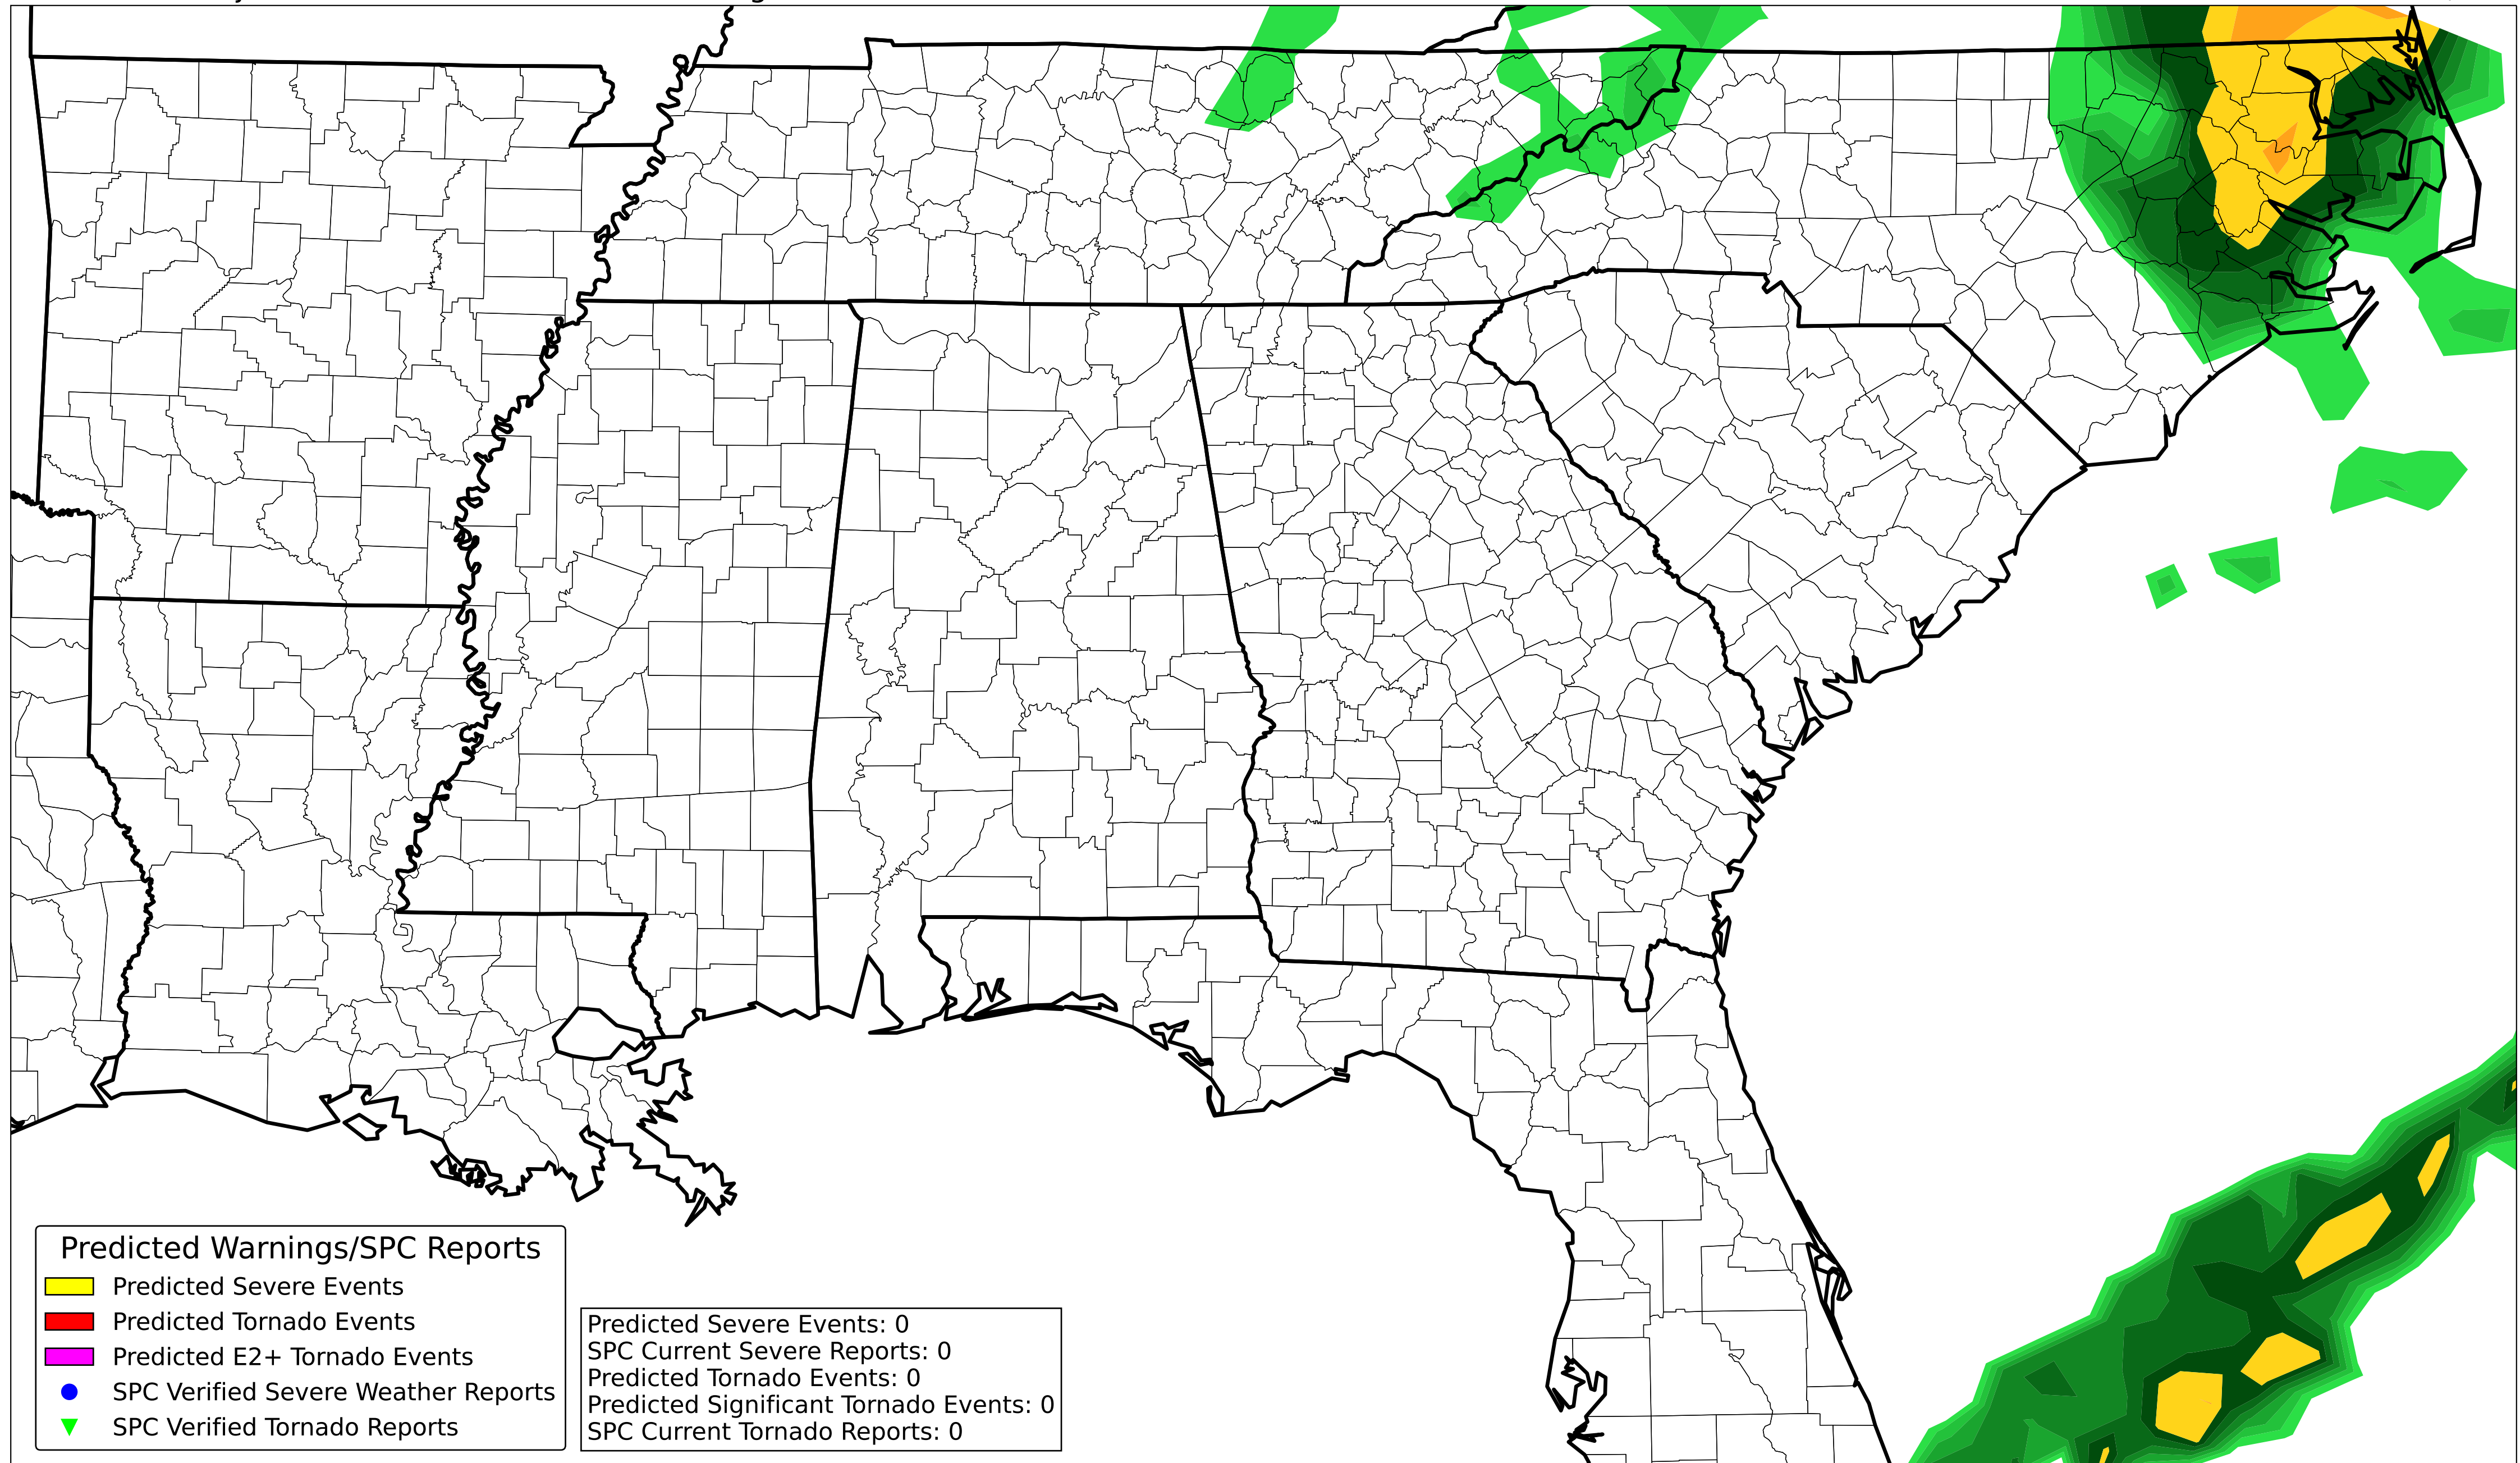 Predicted Warnings/SPC Reports
Predicted Severe Events
Predicted Tornado Events
Predicted E2+ Tornado Events
SPC Verified Severe Weather Reports
SPC Verified Tornado Reports
Predicted Severe Events: 0
SPC Current Severe Reports: 0
Predicted Tornado Events: 0
Predicted Significant Tornado Events: 0
SPC Current Tornado Reports: 0